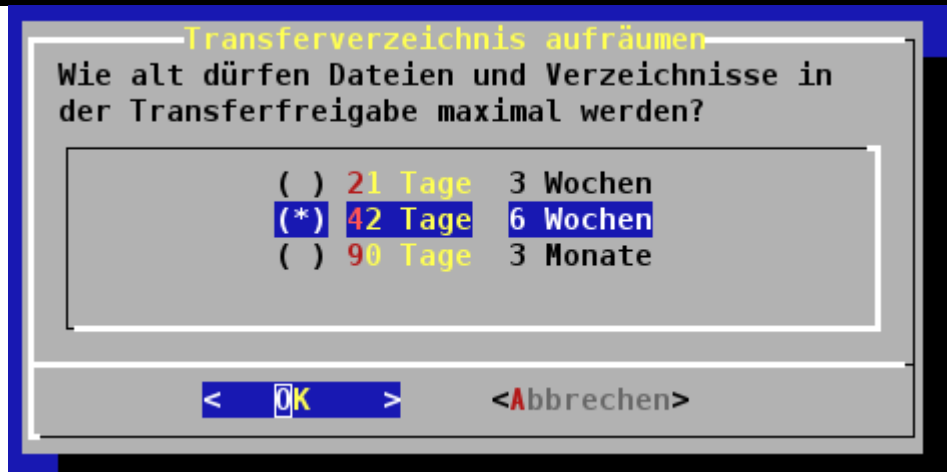 Transferverzeichnis aufräumen
Wie alt dürfen Dateien und Verzeichnisse in
der Transferfreigabe maximal werden?
( ) 21 Tage 3 Wochen
(*) 42 Tage 6 Wochen
( ) 90 Tage 3 Monate
< OK > <Abbrechen>